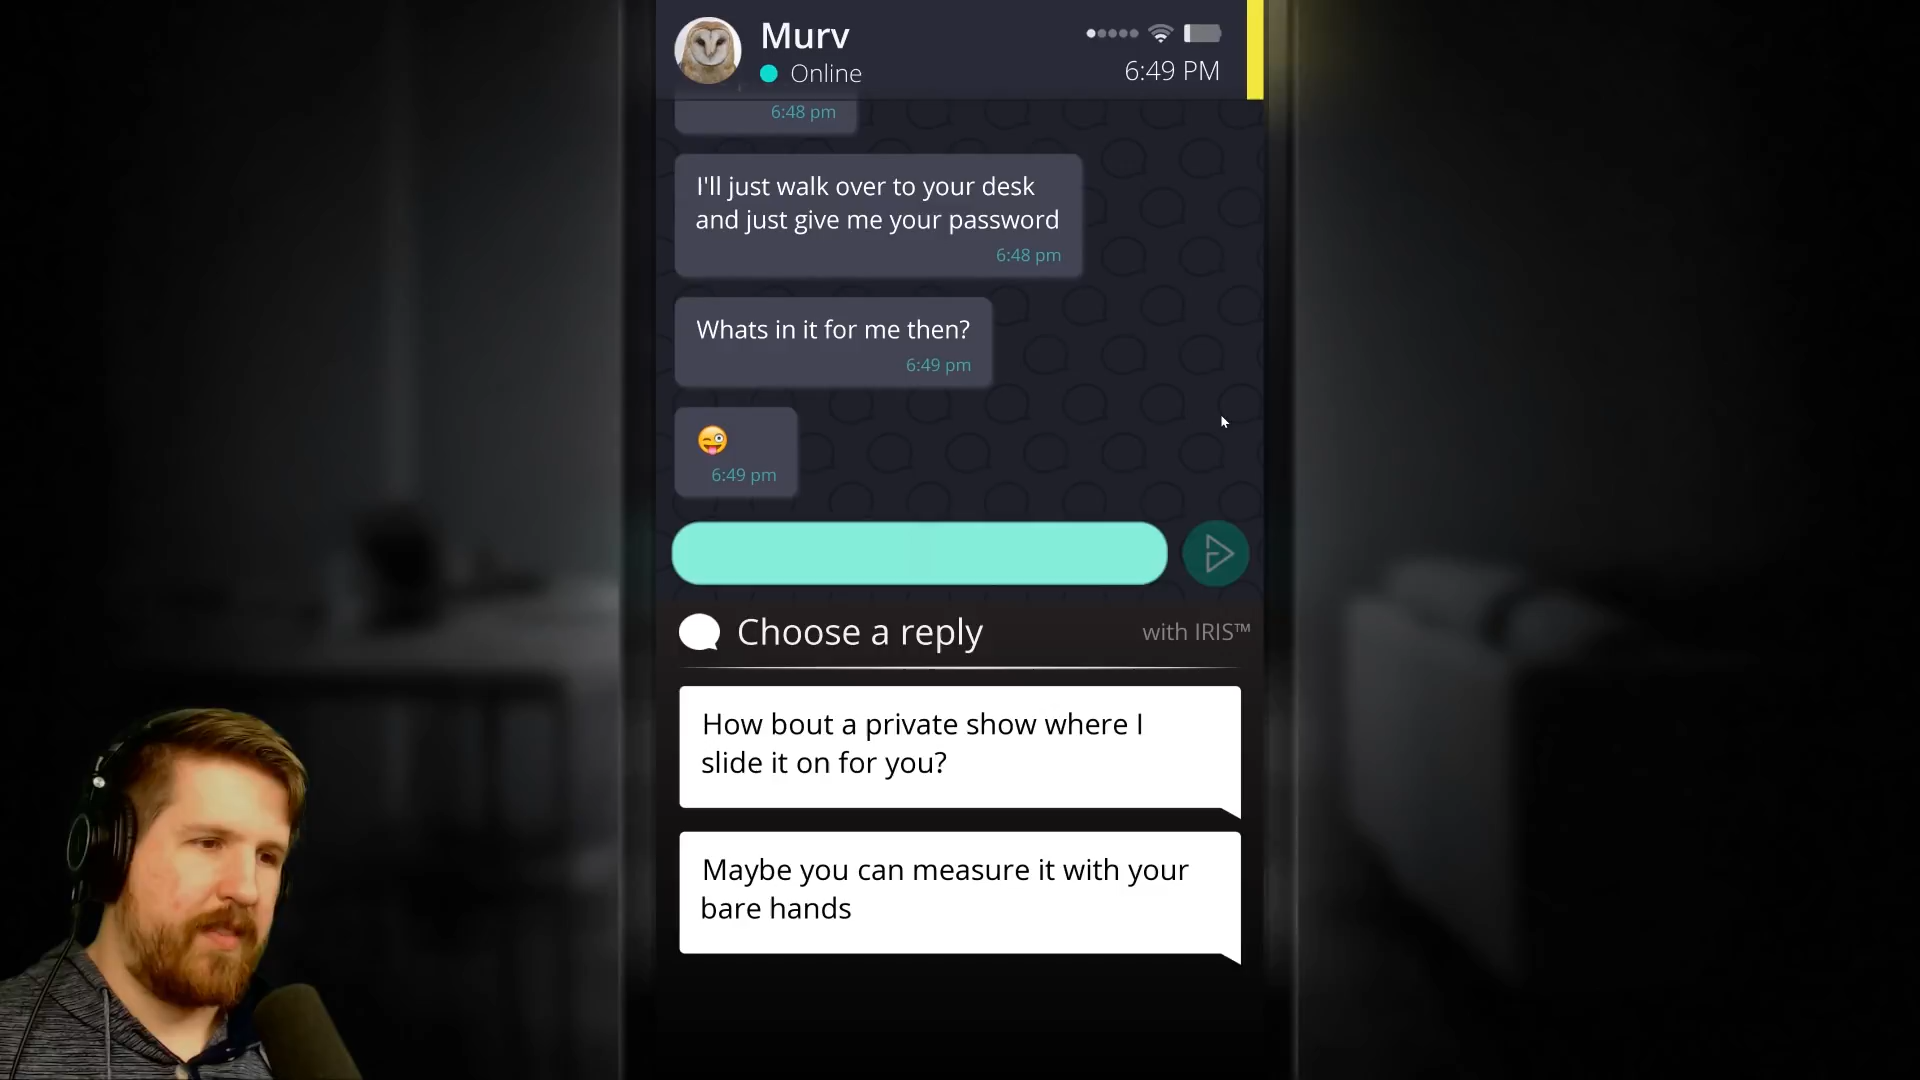 Murv
Online
6:49 PM
6:48 pm
I'll just walk over to your desk
and just give me your password
6:48 pm
Whats in it for me then?
6:49 pm
6:49 pm
Choose a reply
with IRIS™
How bout a private show where I
slide it on for you?
Maybe you can measure it with your
bare hands